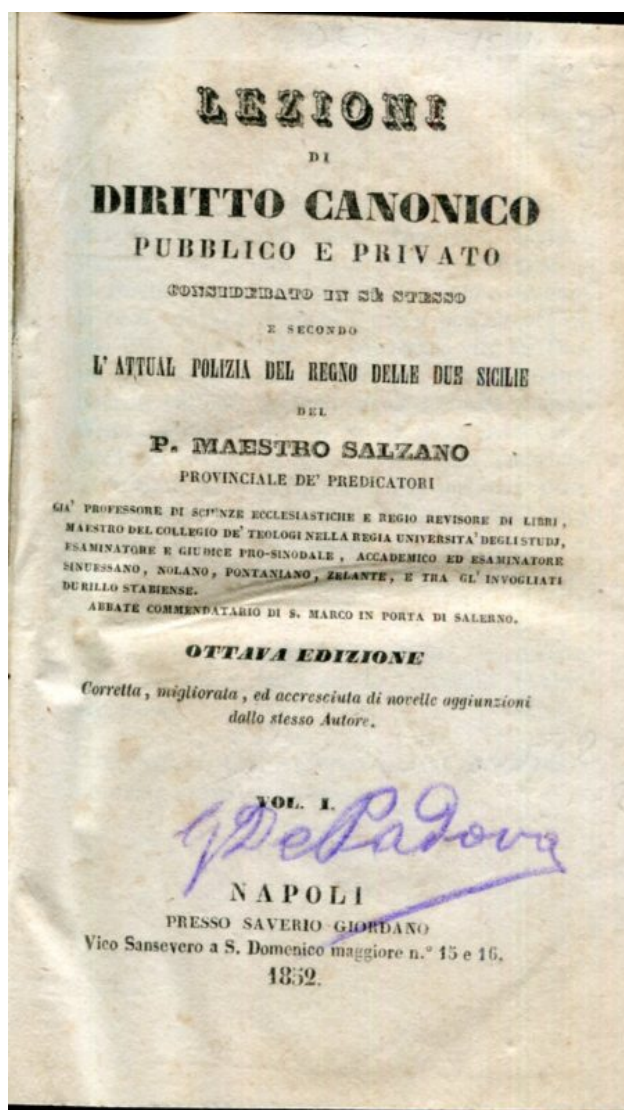 LEZIONI
DI
DIRITTO CANONICO
PUBBLICO E PRIVATO
CONSIDERATO IN SÈ STESSO
E SECONDO
L' ATTUAL POLIZIA DEL REGNO DELLE DUE SICILIE
DEL
P. MAESTRO SALZANO
PROVINCIALE DE' PREDICATORI
GIA' PROFESSORE DI SCIENZE ECCLESIASTICHE E REGIO REVISORE DI LIBRI ,
MAESTRO DEL COLLEGIO DE' TEOLOGI NELLA REGIA UNIVERSITA' DEGLI STUDJ,
ESAMINATORE E GIUDICE PRO-SINODALE , ACCADEMICO ED ESAMINATORE
SINUESSANO , NOLANO , PONTANIANO , ZELANTE , E TRA GL' INVOGLIATI
DURILLO STABIENSE.
ABBATE COMMENDATARIO DI S. MARCO IN PORTA DI SALERNO.
OTTAVA EDIZIONE
Corretta , migliorata , ed accresciuta di novelle aggiunzioni
dallo stesso Autore.
VOL. I.
G De Padova
NAPOLI
PRESSO SAVERIO GIORDANO
Vico Sansevero a S. Domenico maggiore n.° 15 e 16.
1852.